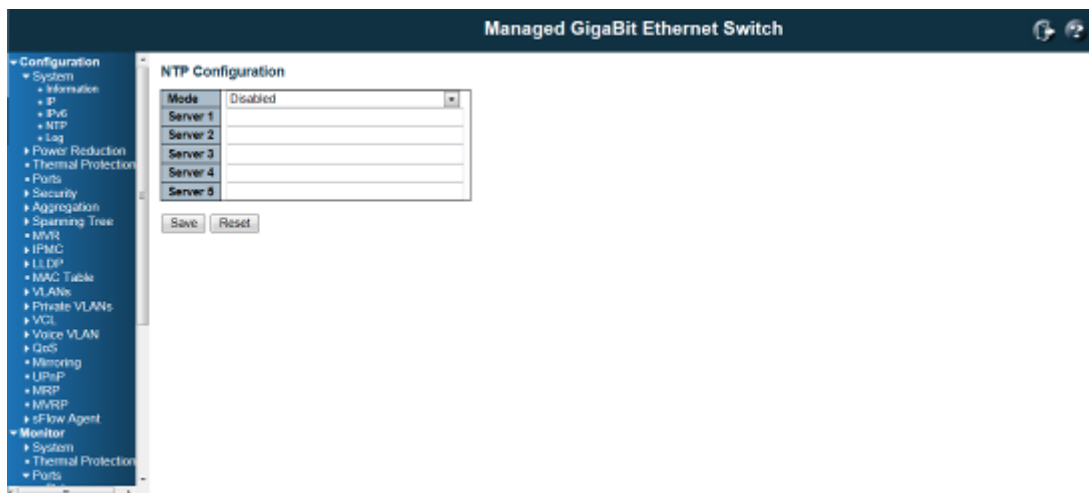 Managed GigaBit Ethernet Switch
Configuration
System
Information
IP
IPv6
NTP
Log
Power Reduction
Thermal Protection
Ports
Security
Aggregation
Spanning Tree
MVR
IPMC
LLDP
MAC Table
VLANs
Private VLANs
VCL
Voice VLAN
QoS
Mirroring
UPnP
MRP
MVRP
sFlow Agent
Monitor
System
Thermal Protection
Ports
NTP Configuration
Mode Disabled
Server 1
Server 2
Server 3
Server 4
Server 5
Save Reset